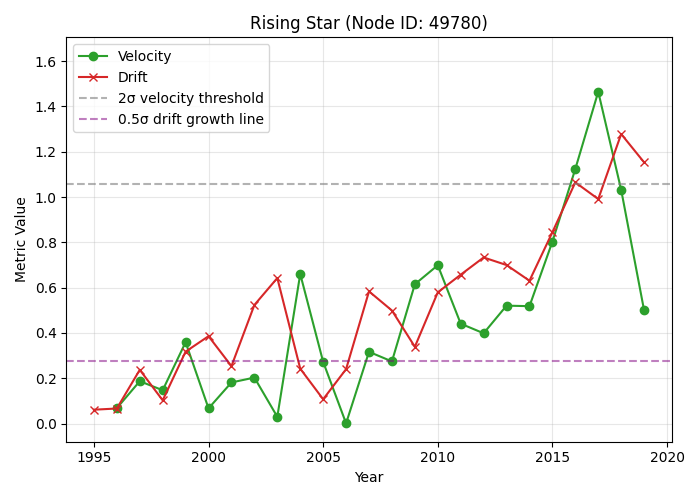 Rising Star (Node ID: 49780)
Velocity
Drift
2σ velocity threshold
0.5σ drift growth line
Metric Value
1.6
1.4
1.2
1.0
0.8
0.6
0.4
0.2
0.0
1995 2000 2005 2010 2015 2020
Year